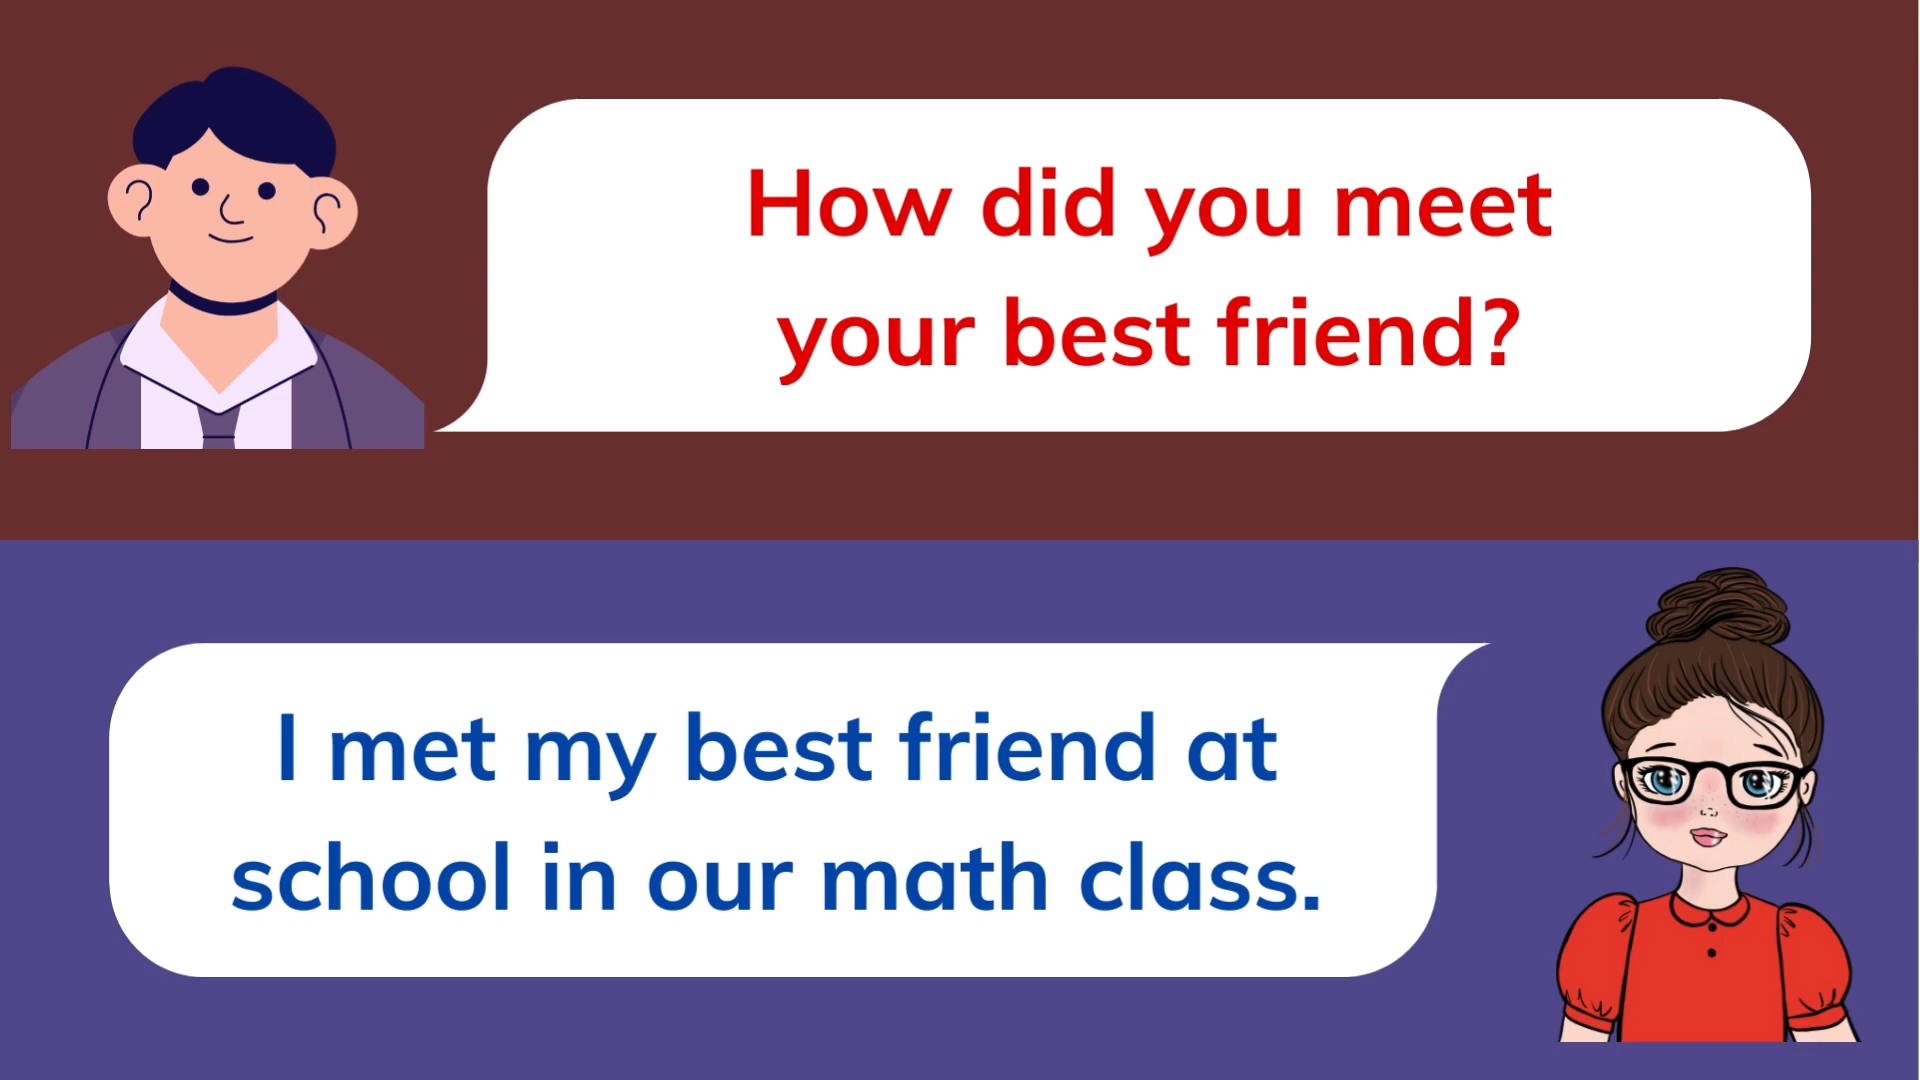 How did you meet
your best friend?
I met my best friend at
school in our math class.